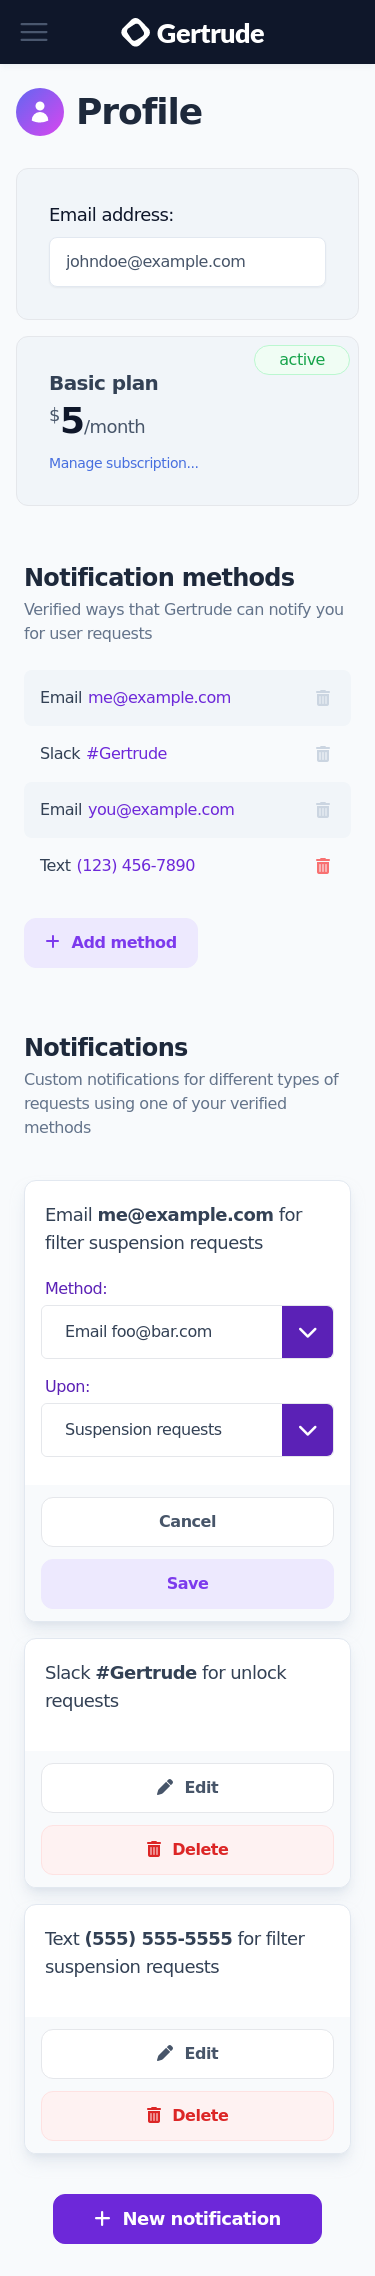 Gertrude
Profile
Email address:
johndoe@example.com
active
Basic plan
$5/month
Manage subscription...
Notification methods
Verified ways that Gertrude can notify you
for user requests
Email me@example.com
Slack #Gertrude
Email you@example.com
Text (123) 456-7890
Add method
Notifications
Custom notifications for different types of
requests using one of your verified
methods
Email me@example.com for
filter suspension requests
Method:
Email foo@bar.com
Upon:
Suspension requests
Cancel
Save
Slack #Gertrude for unlock
requests
Edit
Delete
Text (555) 555-5555 for filter
suspension requests
Edit
Delete
New notification